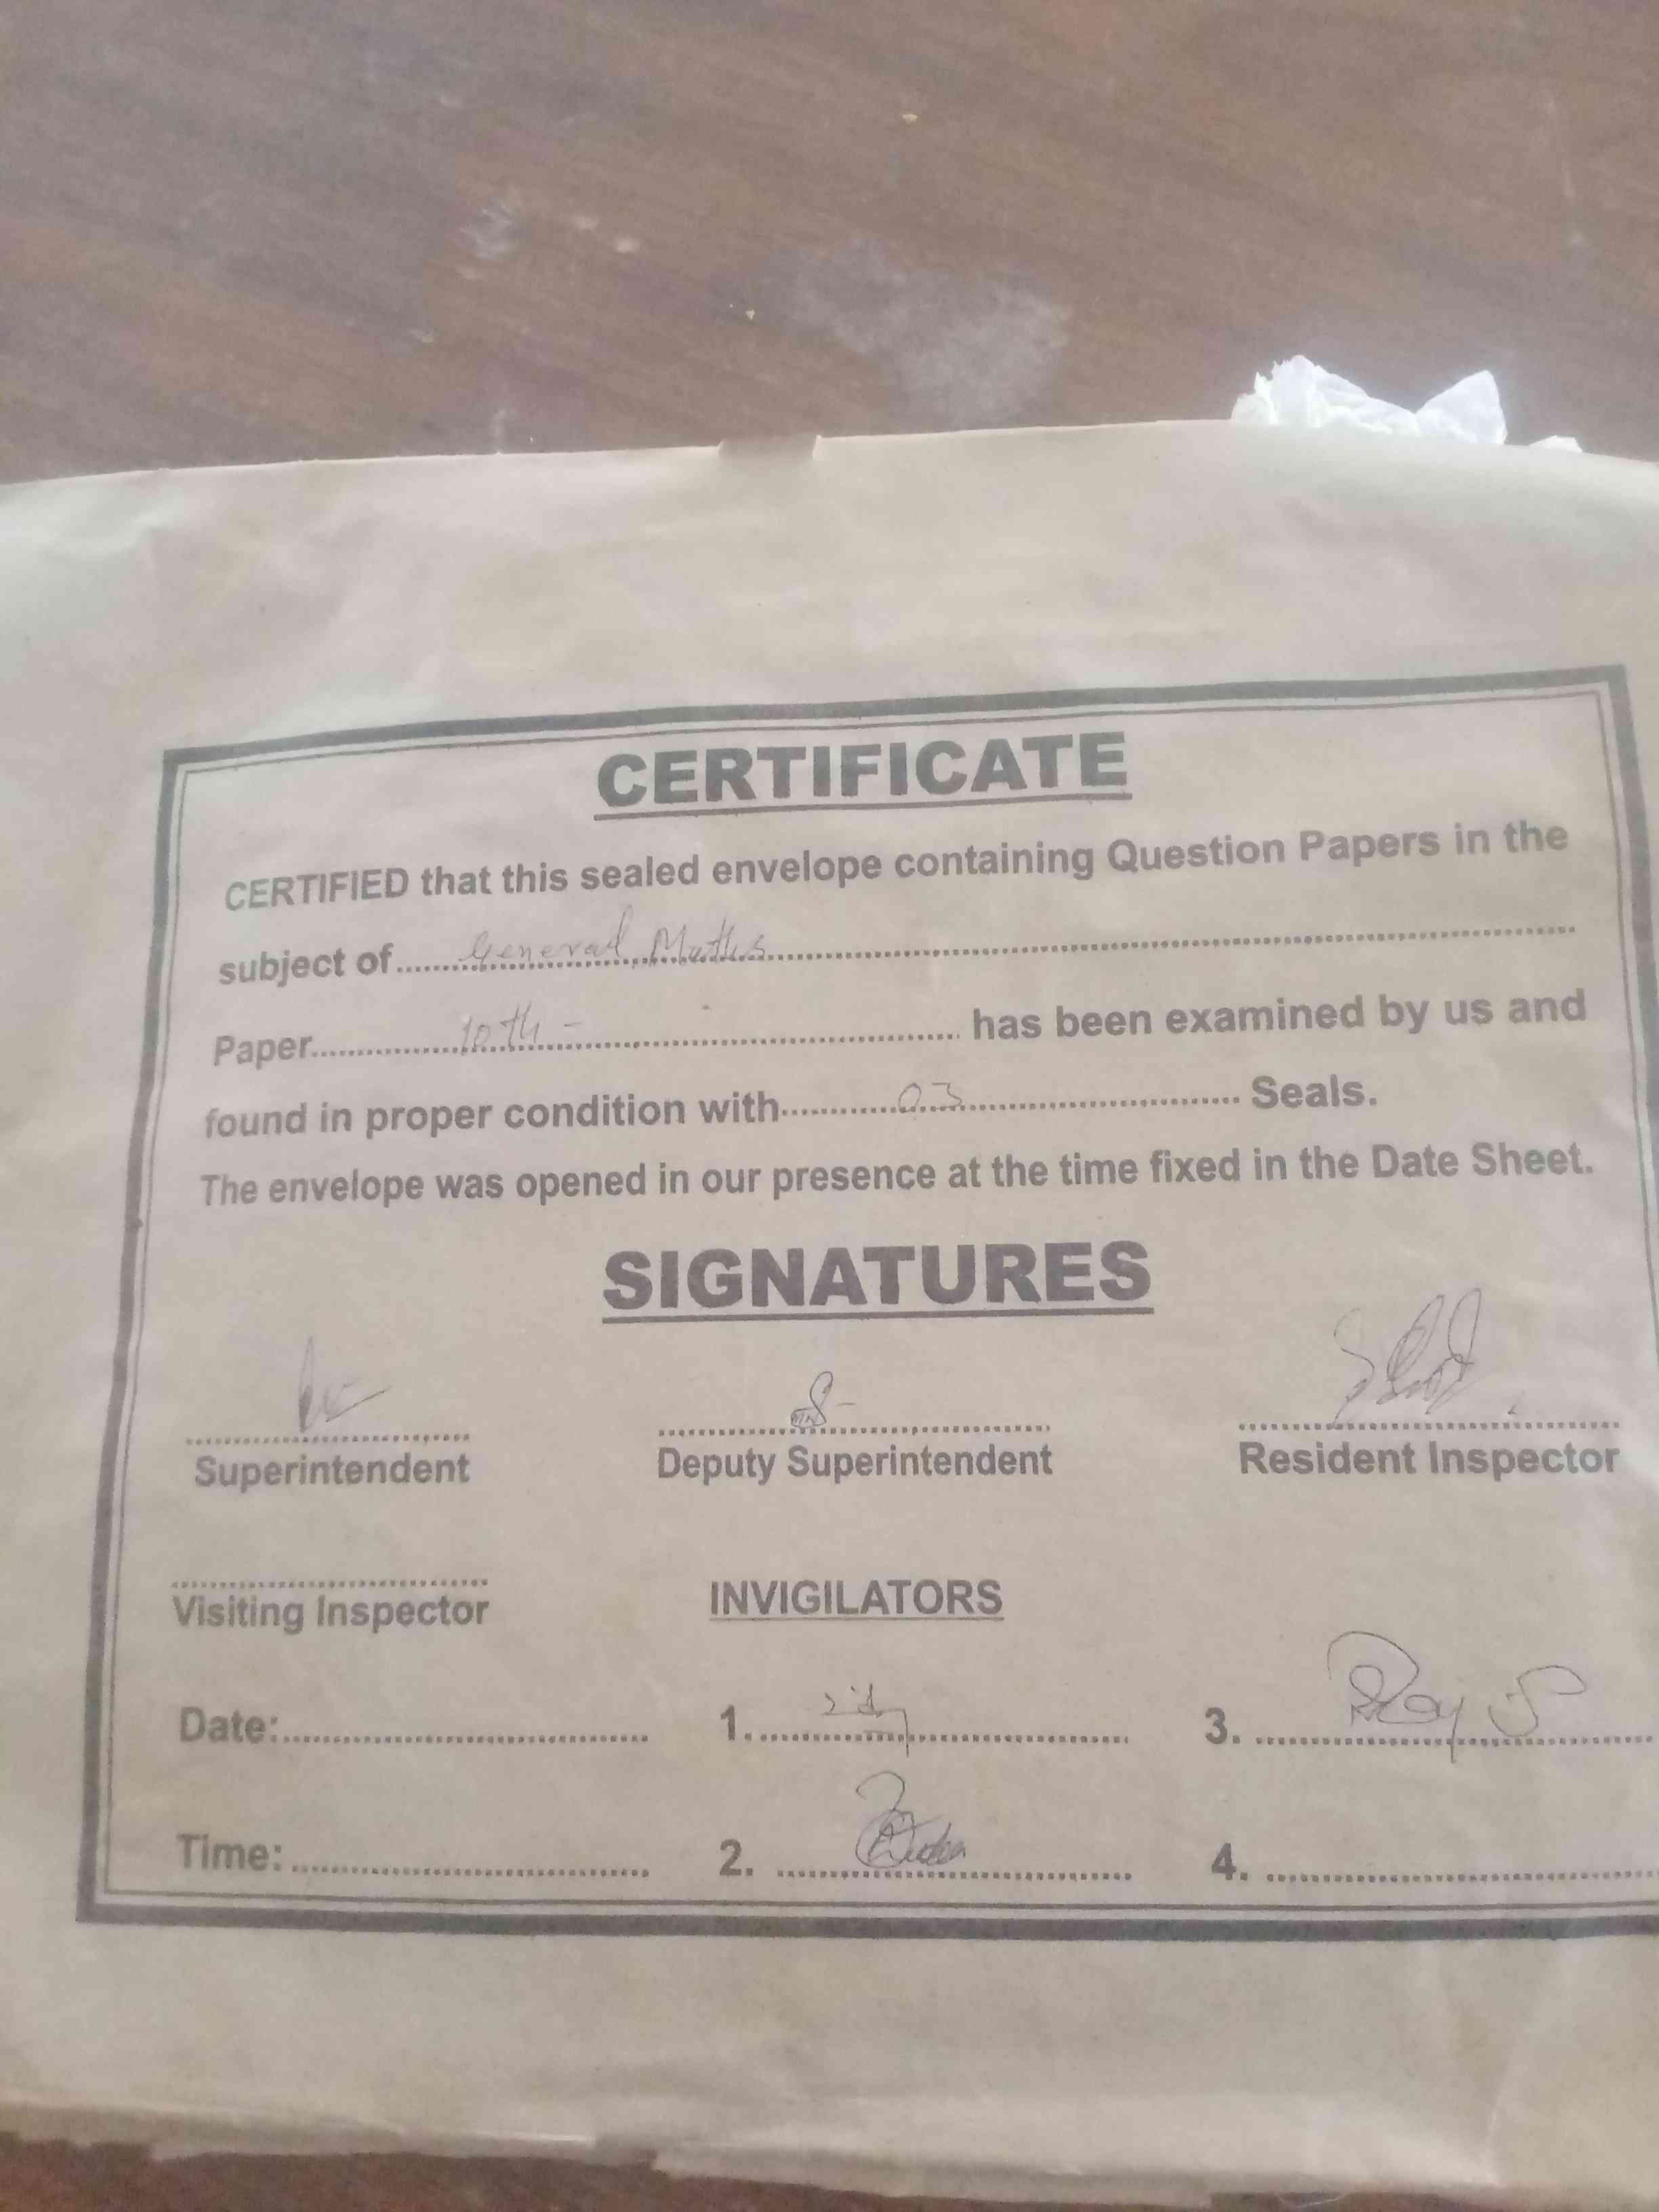 CERTIFICATE
CERTIFIED that this sealed envelope containing Question Papers in the
subject of General Maths
Paper 10th - has been examined by us and
found in proper condition with 03 Seals.
The envelope was opened in our presence at the time fixed in the Date Sheet.
SIGNATURES
Superintendent Deputy Superintendent Resident Inspector
Visiting Inspector INVIGILATORS
Date: 1. 3.
Time: 2. 4.